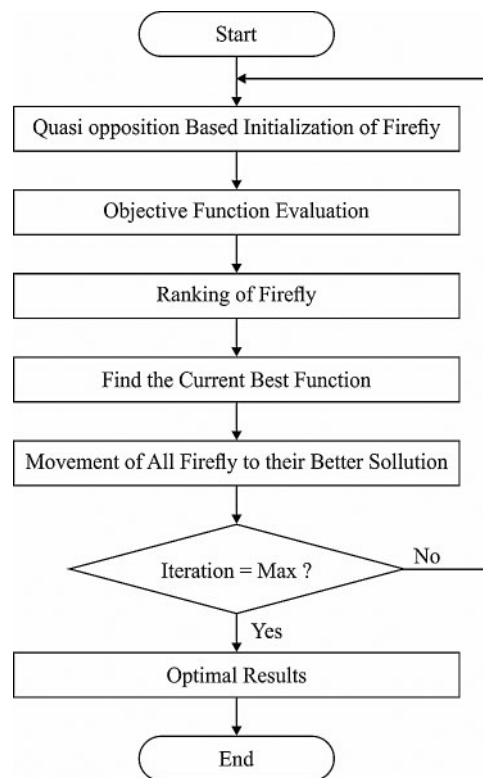 Start
Quasi opposition Based Initialization of Firefly
Objective Function Evaluation
Ranking of Firefly
Find the Current Best Function
Movement of All Firefly to their Better Sollution
Iteration = Max ?
No
Yes
Optimal Results
End